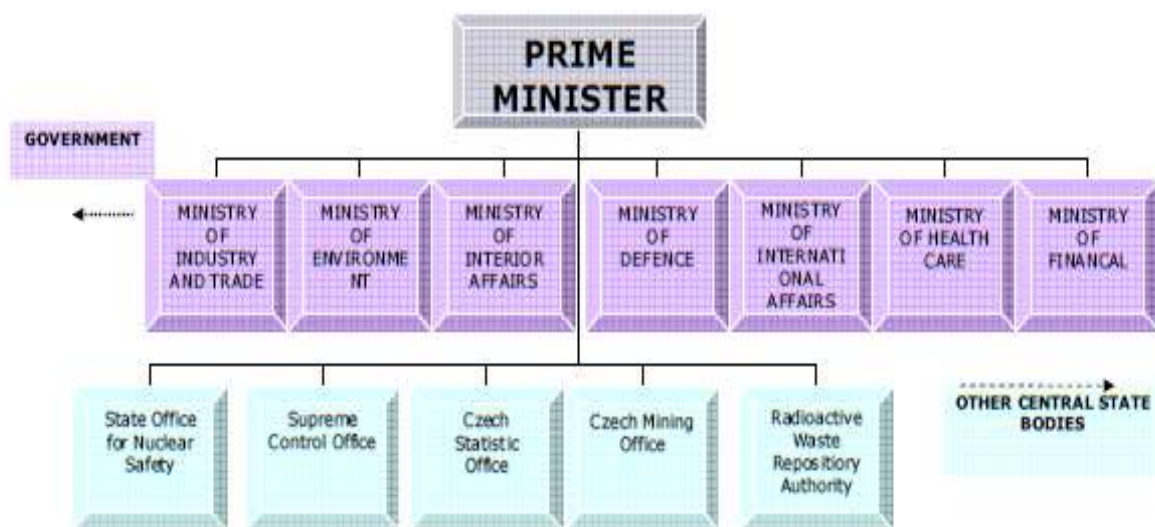 PRIME
MINISTER
GOVERNMENT
MINISTRY
OF
INDUSTRY
AND TRADE
MINISTRY
OF
ENVIRONME
NT
MINISTRY
OF
INTERIOR
AFFAIRS
MINISTRY
OF
DEFENCE
MINISTRY
OF
INTERNATI
ONAL
AFFAIRS
MINISTRY
OF HEALTH
CARE
MINISTRY
OF
FINANCAL
State Office
for Nuclear
Safety
Supreme
Control Office
Czech
Statistic
Office
Czech Mining
Office
Radioactive
Waste
Repositiory
Authority
OTHER CENTRAL STATE
BODIES